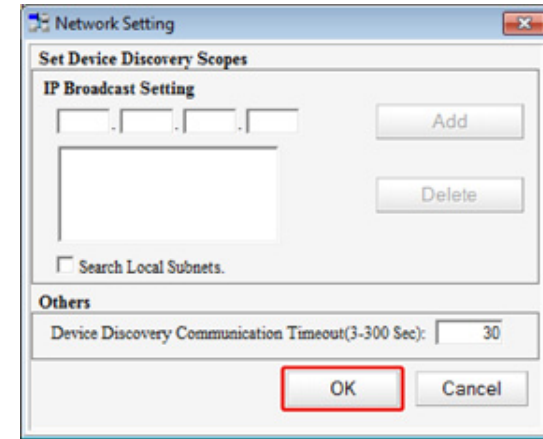 Network Setting
Set Device Discovery Scopes
IP Broadcast Setting
. . . Add
Delete
Search Local Subnets.
Others
Device Discovery Communication Timeout(3-300 Sec): 30
OK Cancel